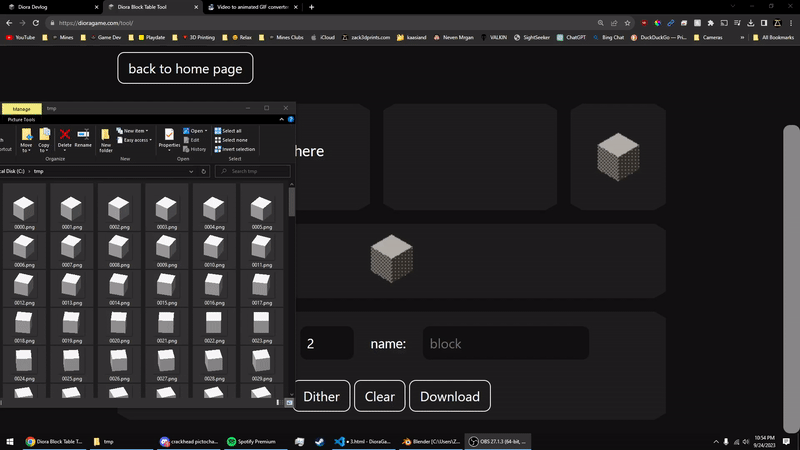 Diora Devlog
Diora Block Table Tool
Video to animated GIF converter
https://dioragame.com/tool/
YouTube
Mines
Game Dev
Playdate
3D Printing
Relax
Mines Clubs
iCloud
zack3dprints.com
kaasiand
Neven Mrgan
VALKIN
SightSeeker
ChatGPT
Bing Chat
DuckDuckGo — Pri...
Cameras
All Bookmarks
back to home page
Manage
tmp
Picture Tools
Move to
Copy to
Delete
Rename
New folder
New item
Easy access
Properties
Open
Edit
History
Select all
Select none
Invert selection
Organize
New
Open
Select
cal Disk (C:) > tmp
Search tmp
here
0000.png 0001.png 0002.png 0003.png 0004.png 0005.png
0006.png 0007.png 0008.png 0009.png 0010.png 0011.png
0012.png 0013.png 0014.png 0015.png 0016.png 0017.png
0018.png 0019.png 0020.png 0021.png 0022.png 0023.png
0024.png 0025.png 0026.png 0027.png 0028.png 0029.png
2
name:
block
Dither
Clear
Download
Diora Block Table T...
tmp
crackhead pictocha...
Spotify Premium
3.html - DioraGa...
Blender [C:\Users\Z...
OBS 27.1.3 (64-bit, ...
10:54 PM
9/24/2023